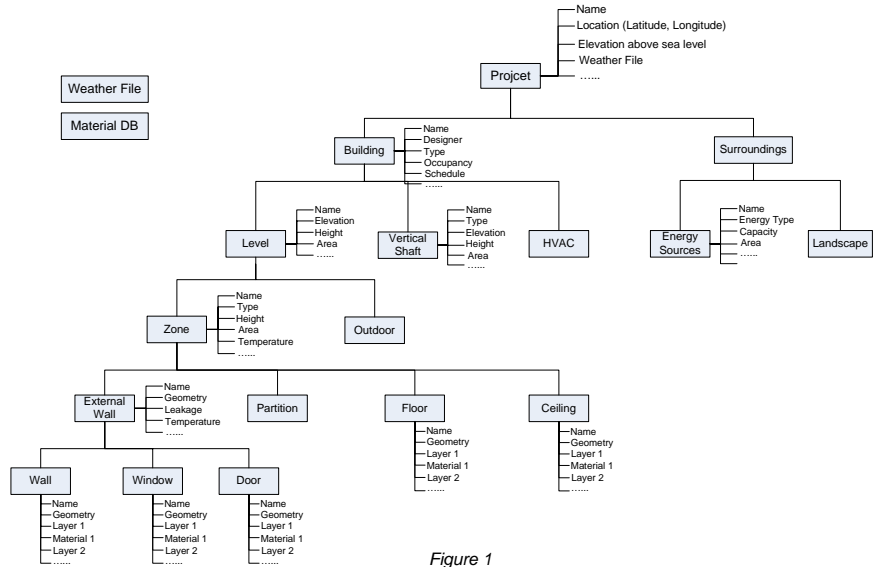 Name
Location (Latitude, Longitude)
Elevation above sea level
Weather File
…...
Projcet
Weather File
Material DB
Building
Name
Designer
Type
Occupancy
Schedule
…...
Surroundings
Level
Name
Elevation
Height
Area
…...
Vertical
Shaft
Name
Type
Elevation
Height
Area
…...
HVAC
Energy
Sources
Name
Energy Type
Capacity
Area
…...
Landscape
Zone
Name
Type
Height
Area
Temperature
…...
Outdoor
External
Wall
Name
Geometry
Leakage
Temperature
…...
Partition
Floor
Name
Geometry
Layer 1
Material 1
Layer 2
…...
Ceiling
Name
Geometry
Layer 1
Material 1
Layer 2
…...
Wall
Name
Geometry
Layer 1
Material 1
Layer 2
…...
Window
Name
Geometry
Layer 1
Material 1
Layer 2
…...
Door
Name
Geometry
Layer 1
Material 1
Layer 2
…...
Figure 1